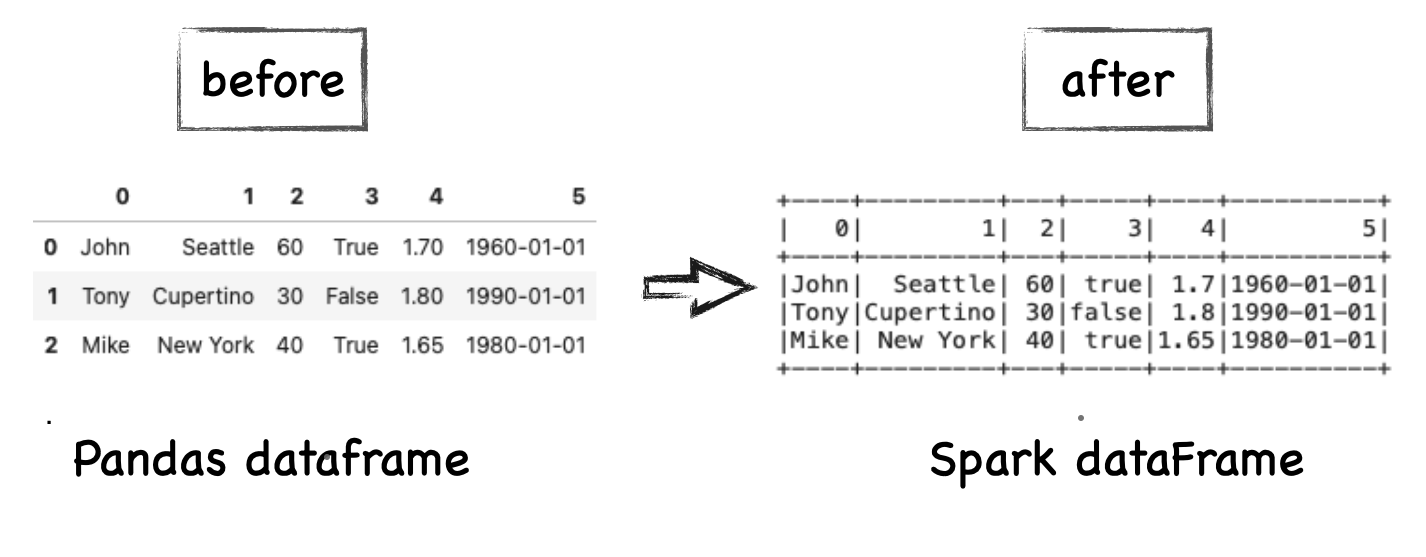 before
after
0 1 2 3 4 5
0 John Seattle 60 True 1.70 1960-01-01
1 Tony Cupertino 30 False 1.80 1990-01-01
2 Mike New York 40 True 1.65 1980-01-01
+----+---------+---+-----+----+----------+
|   0|        1|  2|    3|   4|         5|
+----+---------+---+-----+----+----------+
|John|  Seattle| 60| true| 1.7|1960-01-01|
|Tony|Cupertino| 30|false| 1.8|1990-01-01|
|Mike| New York| 40| true|1.65|1980-01-01|
+----+---------+---+-----+----+----------+
Pandas dataframe
Spark dataFrame